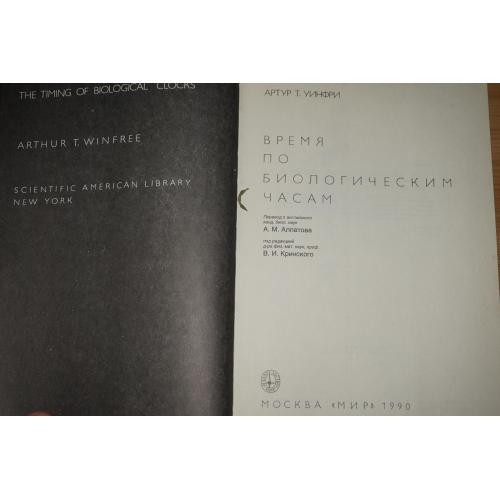 THE TIMING OF BIOLOGICAL CLOCKS
ARTHUR T. WINFREE
SCIENTIFIC AMERICAN LIBRARY
NEW YORK
АРТУР Т. УИНФРИ
ВРЕМЯ
ПО
БИОЛОГИЧЕСКИМ
ЧАСАМ
Перевод с английского
канд. биол. наук
А. М. Алпатова
под редакцией
д-ра физ.-мат. наук, проф.
В. И. Кринского
МОСКВА «МИР» 1990